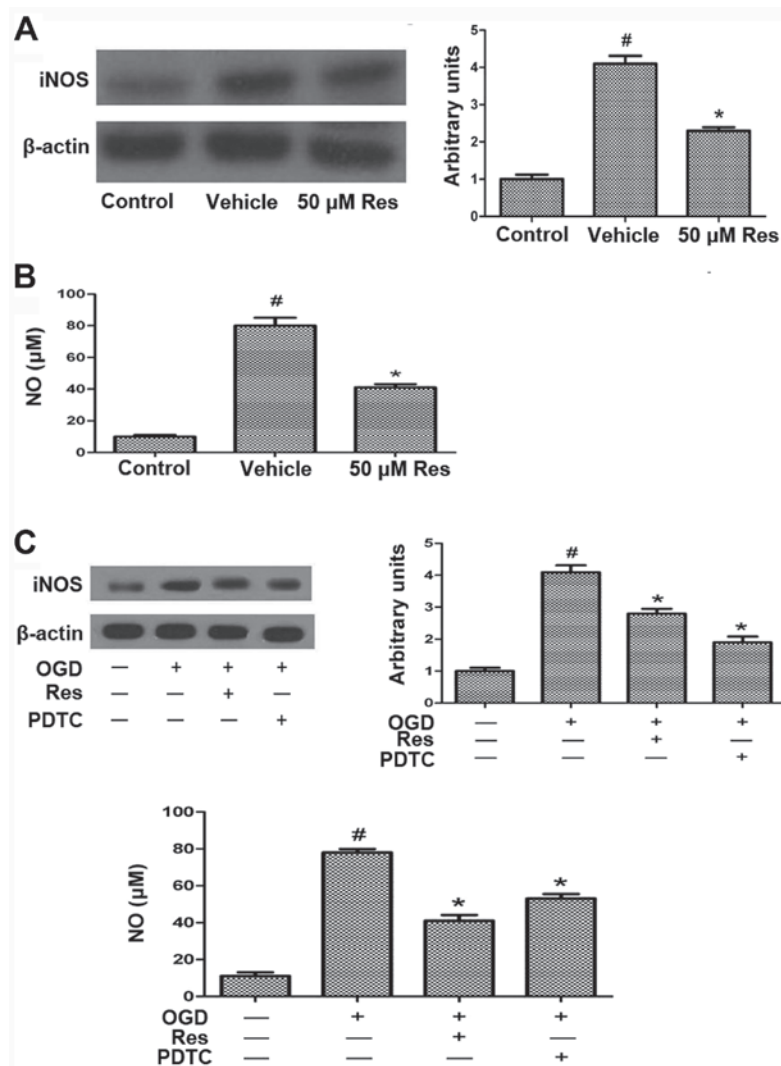 A
iNOS
β-actin
Control Vehicle 50 µM Res
Arbitrary units
5
4
3
2
1
0
#
*
Control Vehicle 50 µM Res
B
NO (µM)
100
80
60
40
20
0
#
*
Control Vehicle 50 µM Res
C
iNOS
β-actin
OGD — + + +
Res — — + —
PDTC — — — +
Arbitrary units
5
4
3
2
1
0
#
*
*
OGD — + + +
Res — — + —
PDTC — — — +
NO (µM)
100
80
60
40
20
0
#
*
*
OGD — + + +
Res — — + —
PDTC — — — +